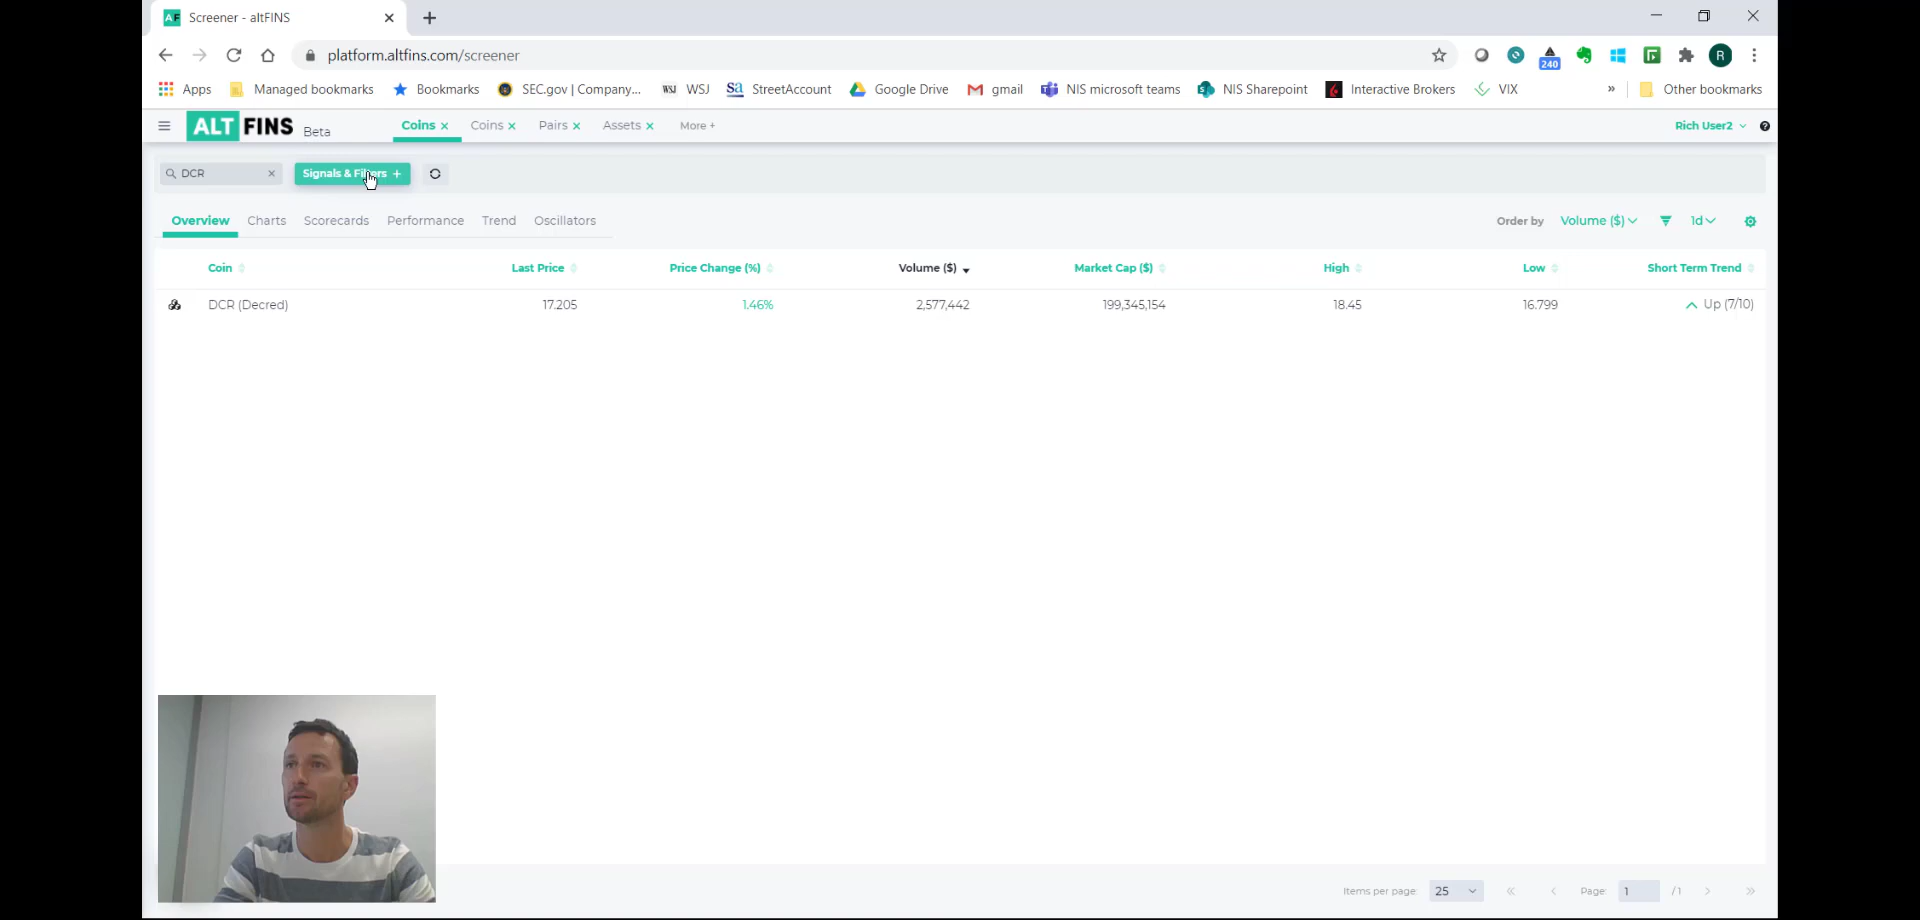 Screener - altFINS
platform.altfins.com/screener
240
R
Apps Managed bookmarks Bookmarks SEC.gov | Company... WSJ WSJ Sa StreetAccount Google Drive gmail NIS microsoft teams NIS Sharepoint Interactive Brokers VIX » Other bookmarks
ALT FINS Beta Coins Coins Pairs Assets More + Rich User2 ?
DCR Signals & Filters +
Overview Charts Scorecards Performance Trend Oscillators Order by Volume ($) 1d
Coin Last Price Price Change (%) Volume ($) Market Cap ($) High Low Short Term Trend
DCR (Decred) 17.205 1.46% 2,577,442 199,345,154 18.45 16.799 Up (7/10)
Items per page: 25 Page: 1 /1